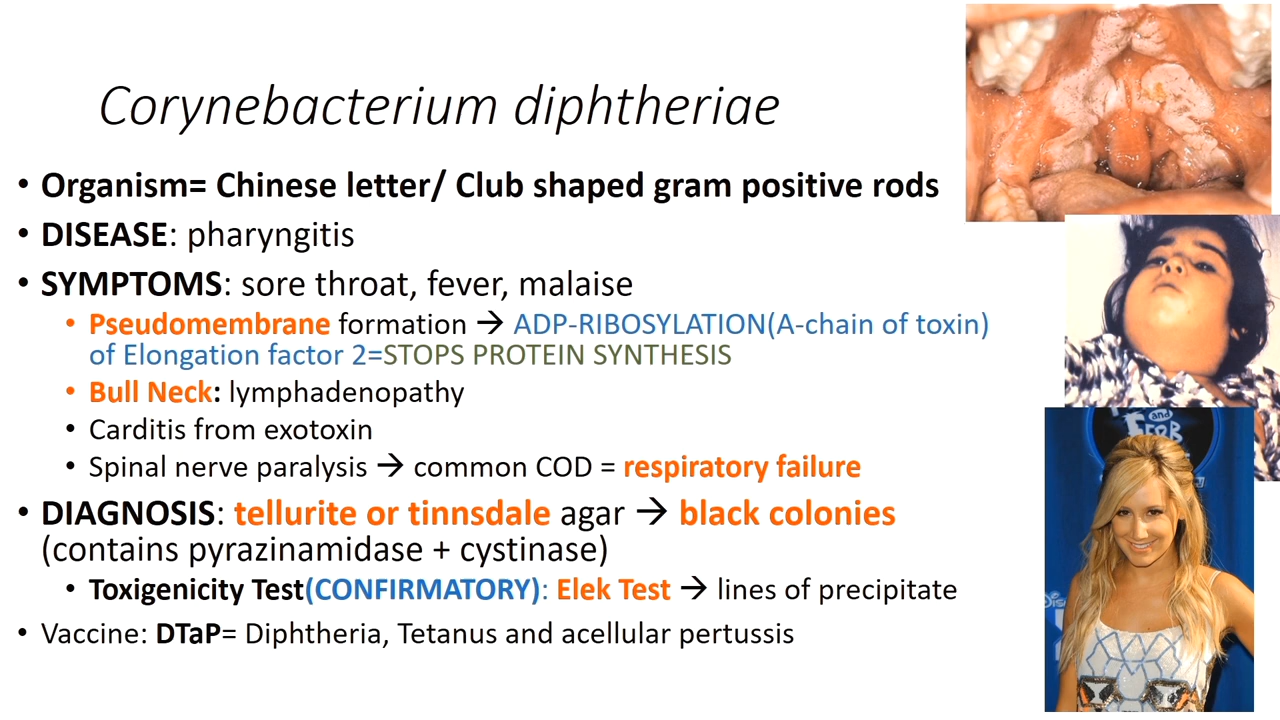 Corynebacterium diphtheriae
• Organism= Chinese letter/ Club shaped gram positive rods
• DISEASE: pharyngitis
• SYMPTOMS: sore throat, fever, malaise
• Pseudomembrane formation → ADP-RIBOSYLATION(A-chain of toxin)
of Elongation factor 2=STOPS PROTEIN SYNTHESIS
• Bull Neck: lymphadenopathy
• Carditis from exotoxin
• Spinal nerve paralysis → common COD = respiratory failure
• DIAGNOSIS: tellurite or tinnsdale agar → black colonies
(contains pyrazinamidase + cystinase)
• Toxigenicity Test(CONFIRMATORY): Elek Test → lines of precipitate
• Vaccine: DTaP= Diphtheria, Tetanus and acellular pertussis
and